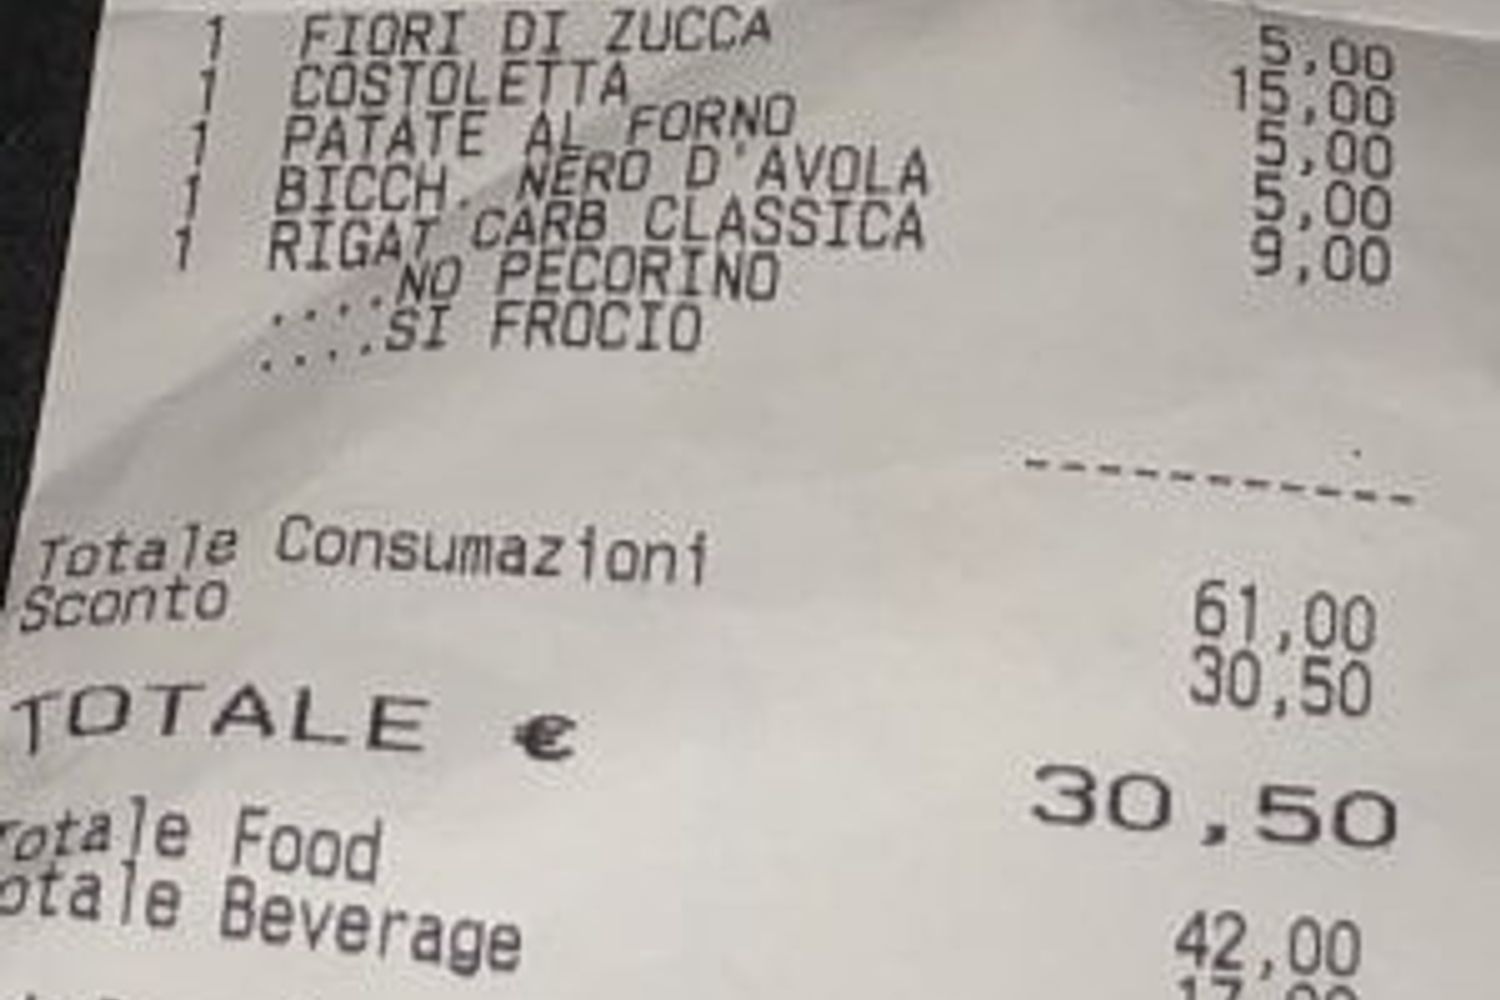 1 FIORI DI ZUCCA 5,00
1 COSTOLETTA 15,00
1 PATATE AL FORNO 5,00
1 BICCH. NERO D'AVOLA 5,00
1 RIGAT CARB CLASSICA 9,00
....NO PECORINO
....SI FROCIO
-----------
Totale Consumazioni 61,00
Sconto 30,50
TOTALE € 30,50
Totale Food 42,00
otale Beverage